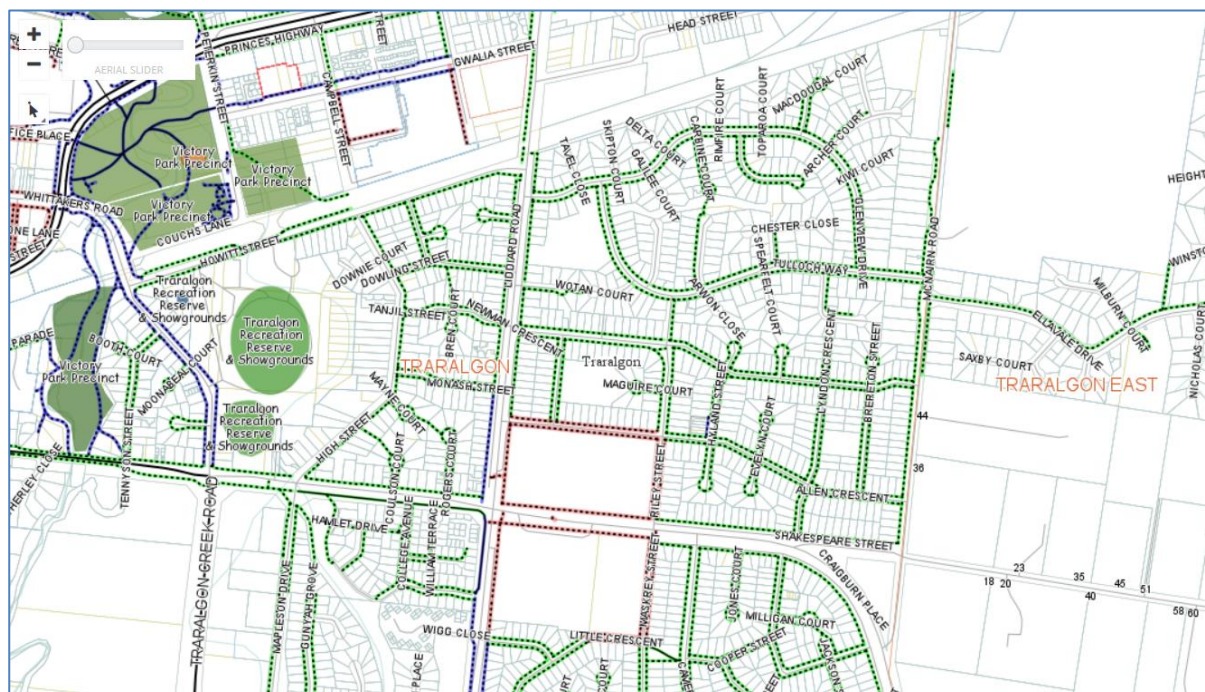 +
−
AERIAL SLIDER
PRINCES HIGHWAY
PETERKIN STREET
CAMPBELL STREET
STREET
GWALIA STREET
HEAD STREET
FICE PLACE
Victory
Park Precinct
Victory
Park Precinct
Victory
Park Precinct
WHITTAKERS ROAD
COUCHS LANE
HOWITT STREET
ONE LANE
STREET
TAVEL CLOSE
SKIPTON COURT
DELTA COURT
GALILEE COURT
CARBINE COURT
RIMFIRE COURT
TOPAROA COURT
MACDOUGAL COURT
ARCHER COURT
KIWI COURT
GLENVIEW DRIVE
MCNAIRN ROAD
HEIGHT
WINSTO
CHESTER CLOSE
SPEARFELT COURT
TULLOCH WAY
DOWNIE COURT
DOWLING STREET
LIDDIARD ROAD
WOTAN COURT
ARWON CLOSE
Traralgon
Recreation
Reserve
& Showgrounds
Traralgon
Recreation
Reserve
& Showgrounds
Traralgon
Recreation
Reserve
& Showgrounds
TANJIL STREET
BREN COURT
NEWMAN CRESCENT
PARADE
BOOTH COURT
MOONABEAL COURT
Victory
Park Precinct
TRARALGON
Traralgon
MONASH STREET
MAGUIRE COURT
MAYNE COURT
LYNDON CRESCENT
BRERETON STREET
MILBURN COURT
ELLAVALE DRIVE
SAXBY COURT
TRARALGON EAST
NICHOLAS COURT
44
36
HERLEY CLOSE
TENNYSON STREET
HIGH STREET
COULSON COURT
ROGERS COURT
RILEY STREET
EVELYN COURT
ALLEN CRESCENT
TRARALGON CREEK ROAD
HAMLET DRIVE
COLLEGE AVENUE
WILLIAM TERRACE
SHAKESPEARE STREET
CRAIGBURN PLACE
MAPLESON DRIVE
GUNYAH GROVE
MASKREY STREET
JONES COURT
MILLIGAN COURT
WIGG CLOSE
LITTLE CRESCENT
COOPER STREET
JACKSON
PLACE
COURT
23
18
20
35
40
45
51
58
60